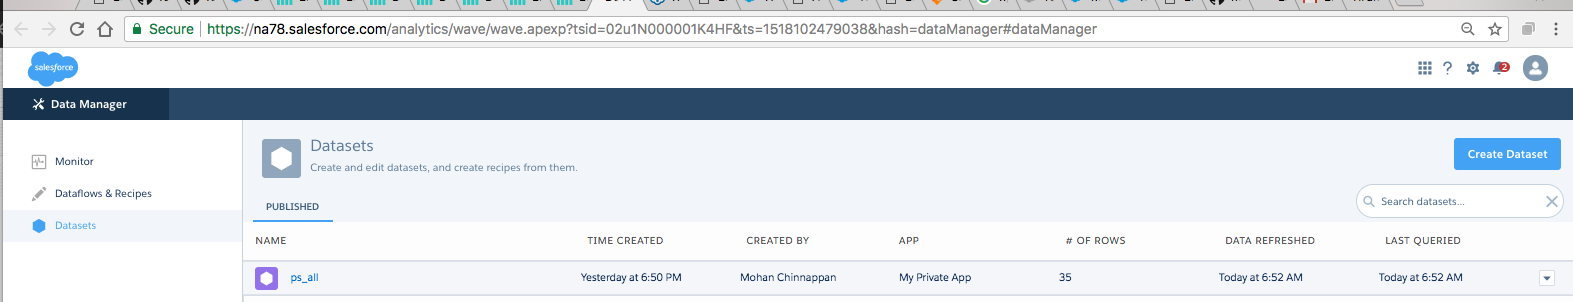 Secure https://na78.salesforce.com/analytics/wave/wave.apexp?tsid=02u1N000001K4HF&ts=1518102479038&hash=dataManager#dataManager
salesforce
2
Data Manager
Monitor
Dataflows & Recipes
Datasets
Datasets
Create and edit datasets, and create recipes from them.
Create Dataset
PUBLISHED
Search datasets...
NAME TIME CREATED CREATED BY APP # OF ROWS DATA REFRESHED LAST QUERIED
ps_all Yesterday at 6:50 PM Mohan Chinnappan My Private App 35 Today at 6:52 AM Today at 6:52 AM